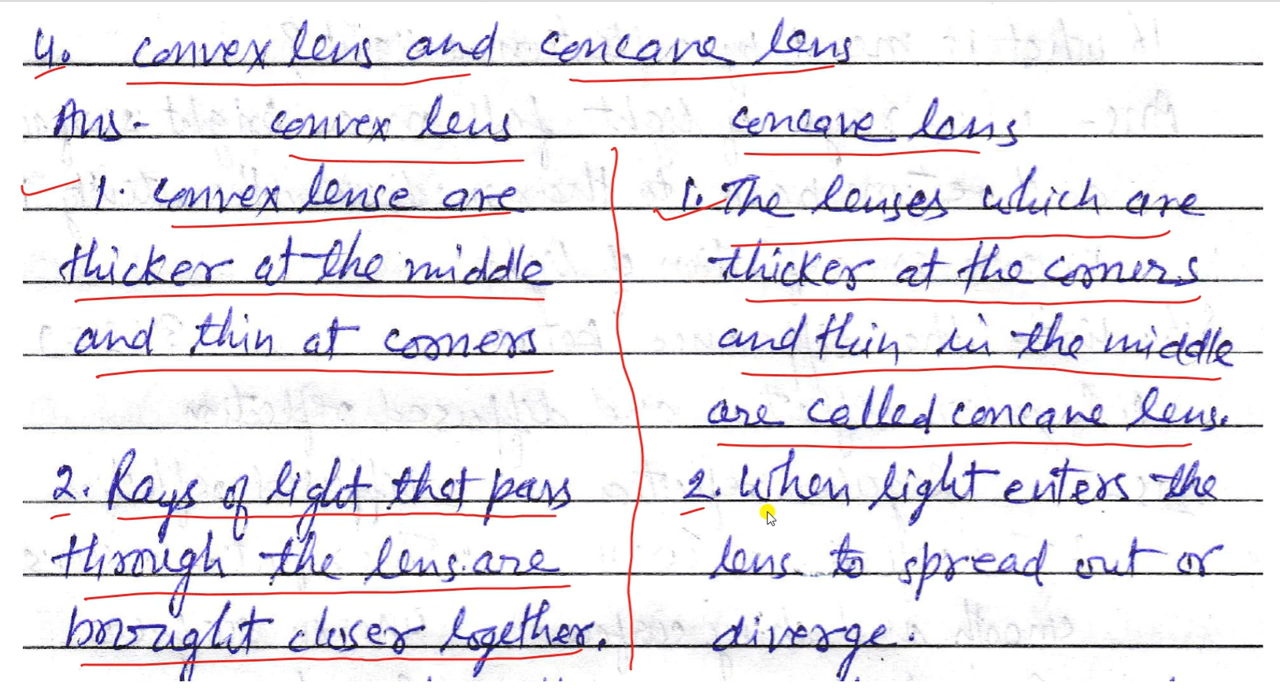 4. convex lens and concave lens
Ans- convex lens
1. convex lense are
thicker at the middle
and thin at corners
2. Rays of light that pass
through the lens are
brought closer together.
concave lens
1. The lenses which are
thicker at the corners
and thin in the middle
are called concave lens.
2. When light enters the
lens to spread out or
diverge.